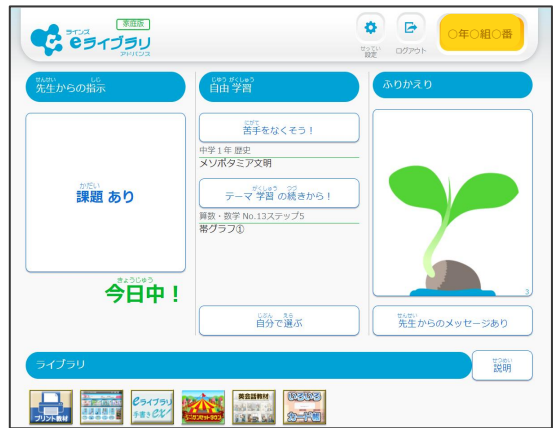 家庭版
ラインズ
eライブラリ
アドバンス
せってい
設定
ログアウト
○年○組○番
せんせい しじ
先生からの指示
じゆう がくしゅう
自由 学習
ふりかえり
かだい
課題 あり
きょうじゅう
今日中！
にがて
苦手をなくそう！
中学1年 歴史
メソポタミア文明
がくしゅう つづ
テーマ 学習 の続きから！
算数・数学 No.13ステップ5
帯グラフ①
じぶん えら
自分で選ぶ
3
せんせい
先生からのメッセージあり
ライブラリ
せつめい
説明
プリント教材
eライブラリ
手書きEX
英会話教材
いろいろ
カード帳